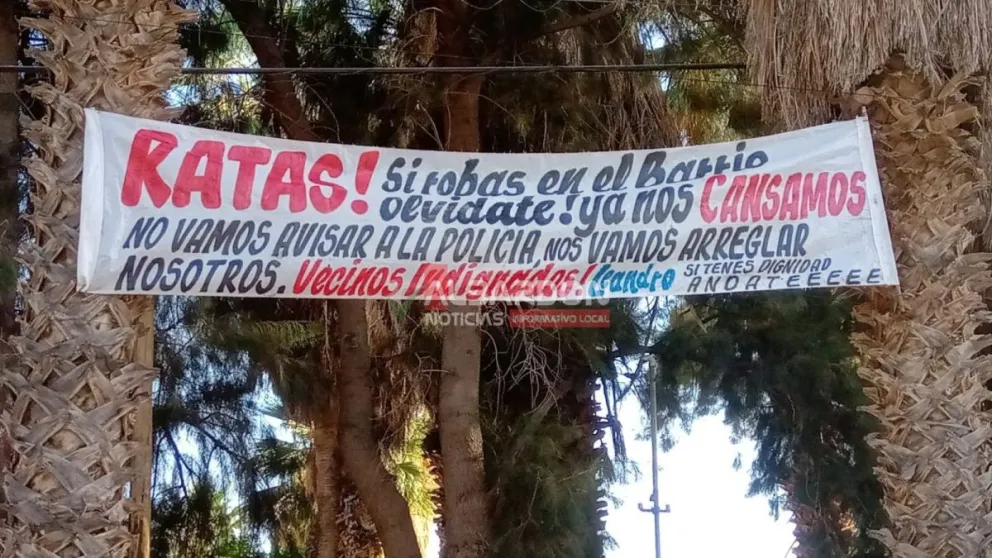 RATAS! Si robas en el Barrio
olvidate! ya nos CANSAMOS
NO VAMOS AVISAR A LA POLICIA, NOS VAMOS ARREGLAR
NOSOTROS. Vecinos Indignados! Leandro SI TENES DIGNIDAD
ANDATEEEEE
NOTICIAS INFORMATIVO LOCAL